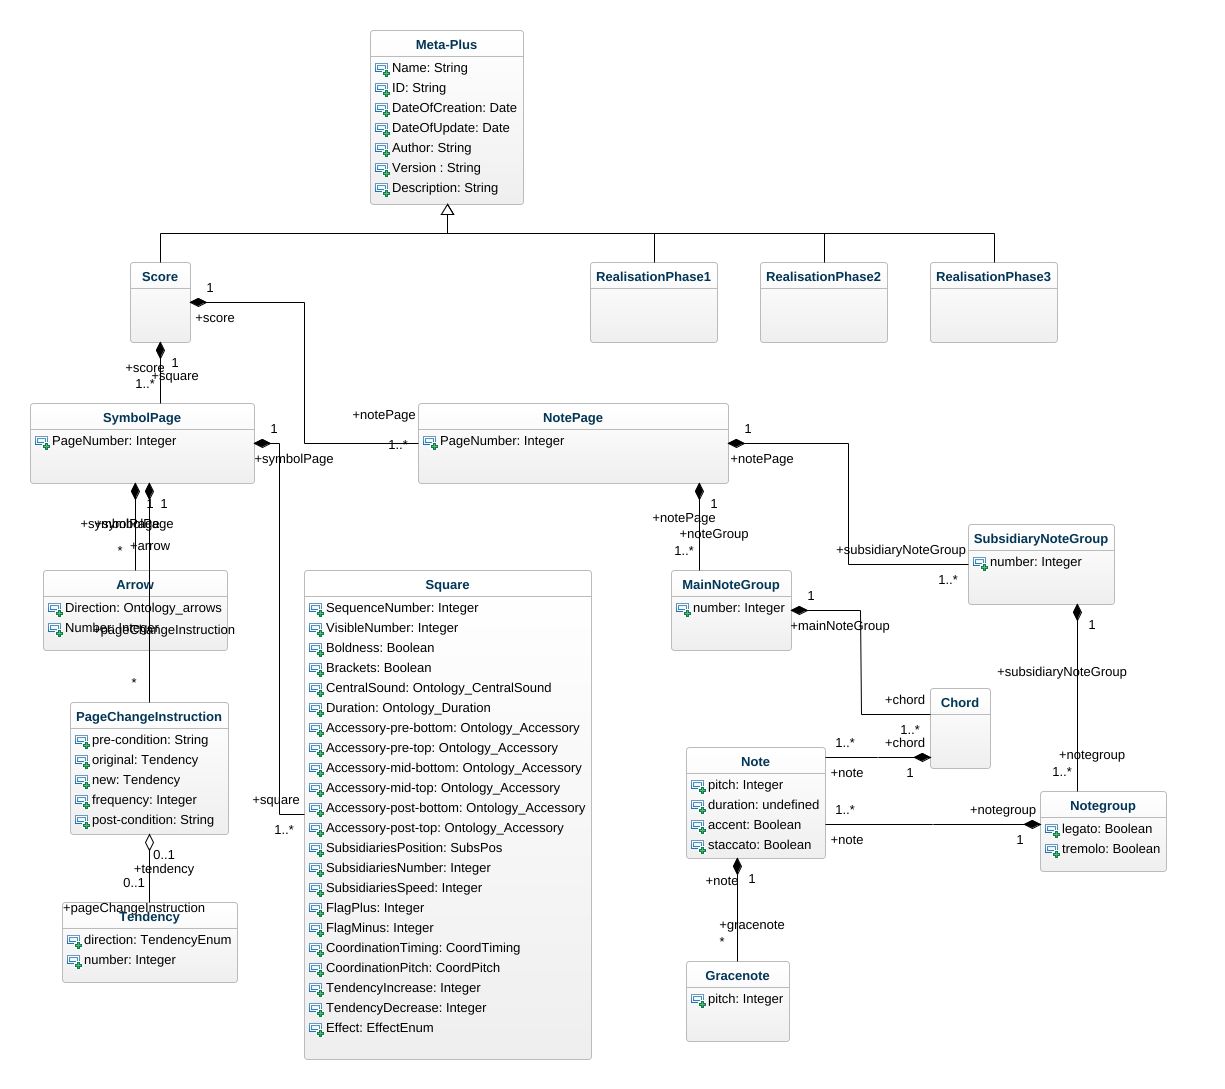 Meta-Plus
Name: String
ID: String
DateOfCreation: Date
DateOfUpdate: Date
Author: String
Version : String
Description: String
Score
RealisationPhase1
RealisationPhase2
RealisationPhase3
1
+score
+score
1
1..*
+square
SymbolPage
PageNumber: Integer
1
+symbolPage
+notePage
1..*
NotePage
PageNumber: Integer
1
+notePage
1
1
+symbolPage
+symbolPage
*
+arrow
1
+notePage
+noteGroup
1..*
+subsidiaryNoteGroup
1..*
SubsidiaryNoteGroup
number: Integer
Arrow
Direction: Ontology_arrows
Number: Integer
+pageChangeInstruction
*
Square
SequenceNumber: Integer
VisibleNumber: Integer
Boldness: Boolean
Brackets: Boolean
CentralSound: Ontology_CentralSound
Duration: Ontology_Duration
Accessory-pre-bottom: Ontology_Accessory
Accessory-pre-top: Ontology_Accessory
Accessory-mid-bottom: Ontology_Accessory
Accessory-mid-top: Ontology_Accessory
Accessory-post-bottom: Ontology_Accessory
Accessory-post-top: Ontology_Accessory
SubsidiariesPosition: SubsPos
SubsidiariesNumber: Integer
SubsidiariesSpeed: Integer
FlagPlus: Integer
FlagMinus: Integer
CoordinationTiming: CoordTiming
CoordinationPitch: CoordPitch
TendencyIncrease: Integer
TendencyDecrease: Integer
Effect: EffectEnum
+square
1..*
MainNoteGroup
number: Integer
1
+mainNoteGroup
1
+subsidiaryNoteGroup
+chord
1..*
Chord
1..*
+chord
+note
1
+notegroup
1..*
PageChangeInstruction
pre-condition: String
original: Tendency
new: Tendency
frequency: Integer
post-condition: String
Note
pitch: Integer
duration: undefined
accent: Boolean
staccato: Boolean
1..*
+notegroup
+note
1
Notegroup
legato: Boolean
tremolo: Boolean
0..1
+tendency
0..1
+pageChangeInstruction
Tendency
direction: TendencyEnum
number: Integer
+note
1
+gracenote
*
Gracenote
pitch: Integer